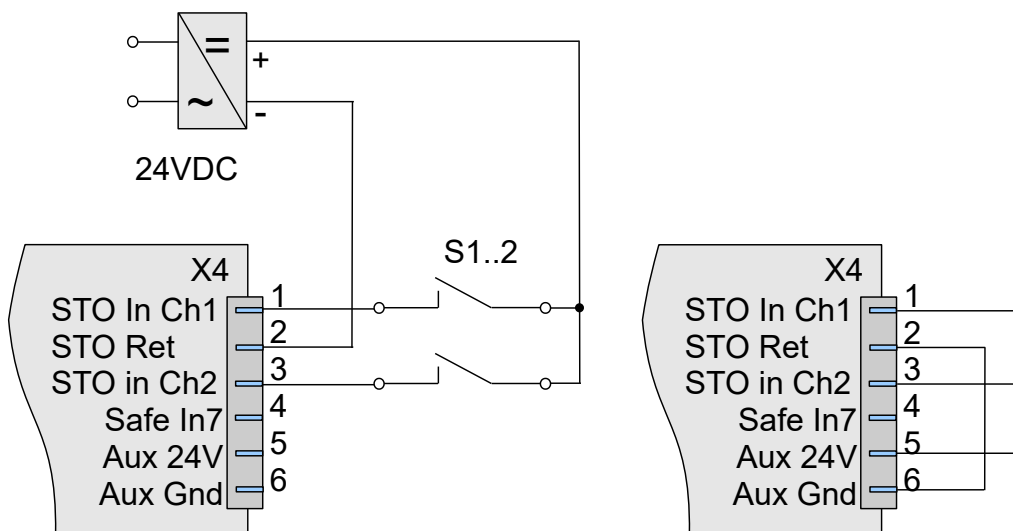 =
+
~
-
24VDC
S1..2
X4
STO In Ch1 1
STO Ret 2
STO in Ch2 3
Safe In7 4
Aux 24V 5
Aux Gnd 6
X4
STO In Ch1 1
STO Ret 2
STO in Ch2 3
Safe In7 4
Aux 24V 5
Aux Gnd 6